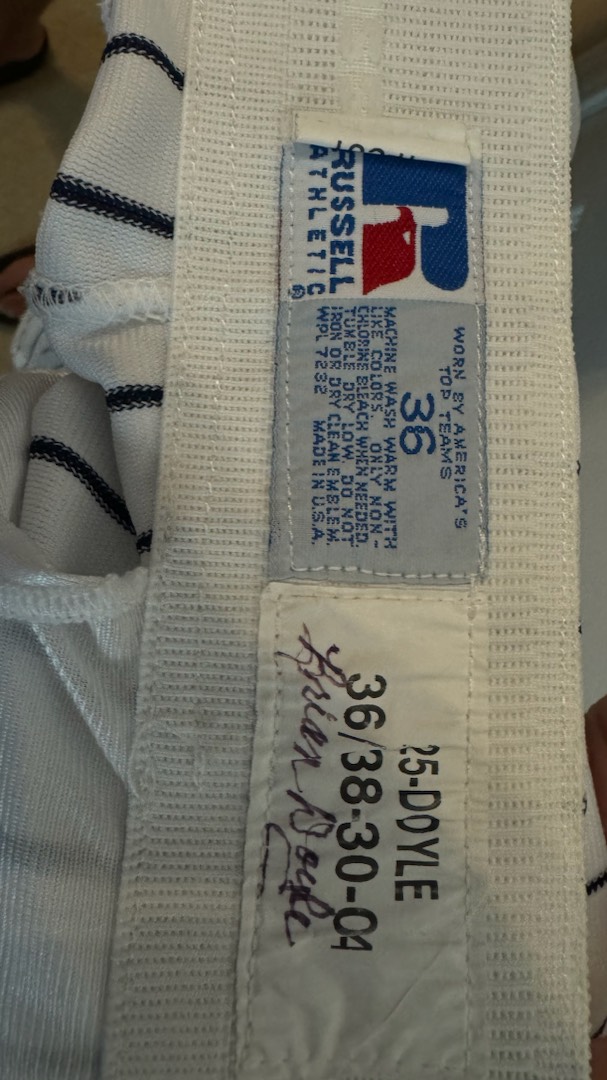 RUSSELL
ATHLETIC®
WORN BY AMERICA'S
TOP TEAMS
36
MACHINE WASH WARM WITH
LIKE COLORS. ONLY NON-
CHLORINE BLEACH WHEN NEEDED.
TUMBLE DRY LOW. DO NOT
IRON OR DRY CLEAN EMBLEM.
WPL 7232 MADE IN U.S.A.
25-DOYLE
36/38-30-04
Brian Doyle